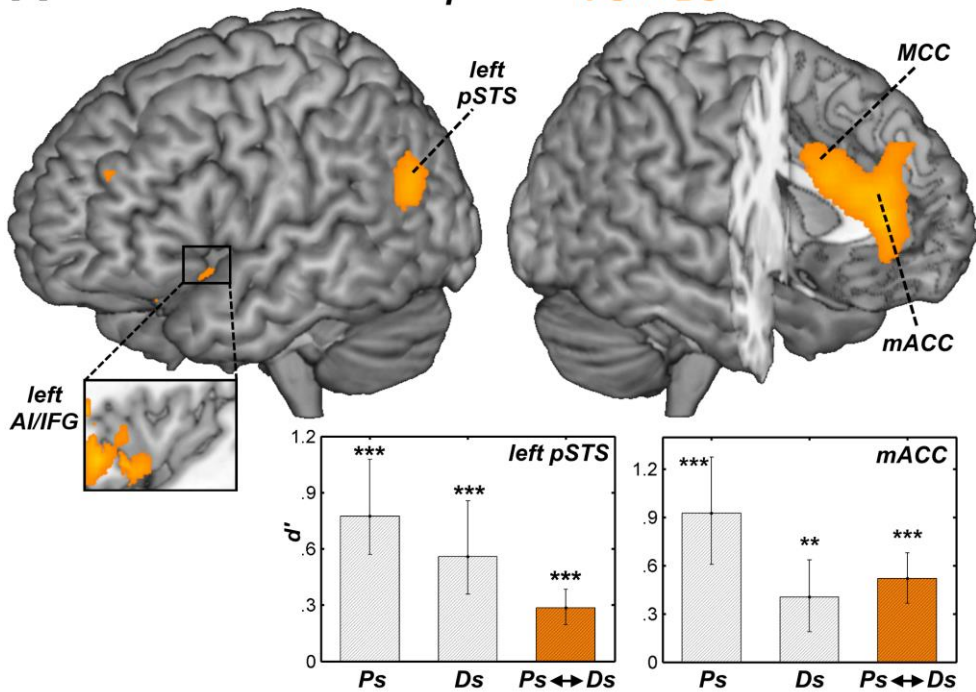 left
pSTS
MCC
mACC
left
AI/IFG
left pSTS
1.2
.9
.6
.3
0
d'
***
***
***
Ps
Ds
Ps ↔ Ds
mACC
1.2
.9
.6
.3
0
***
**
***
Ps
Ds
Ps ↔ Ds